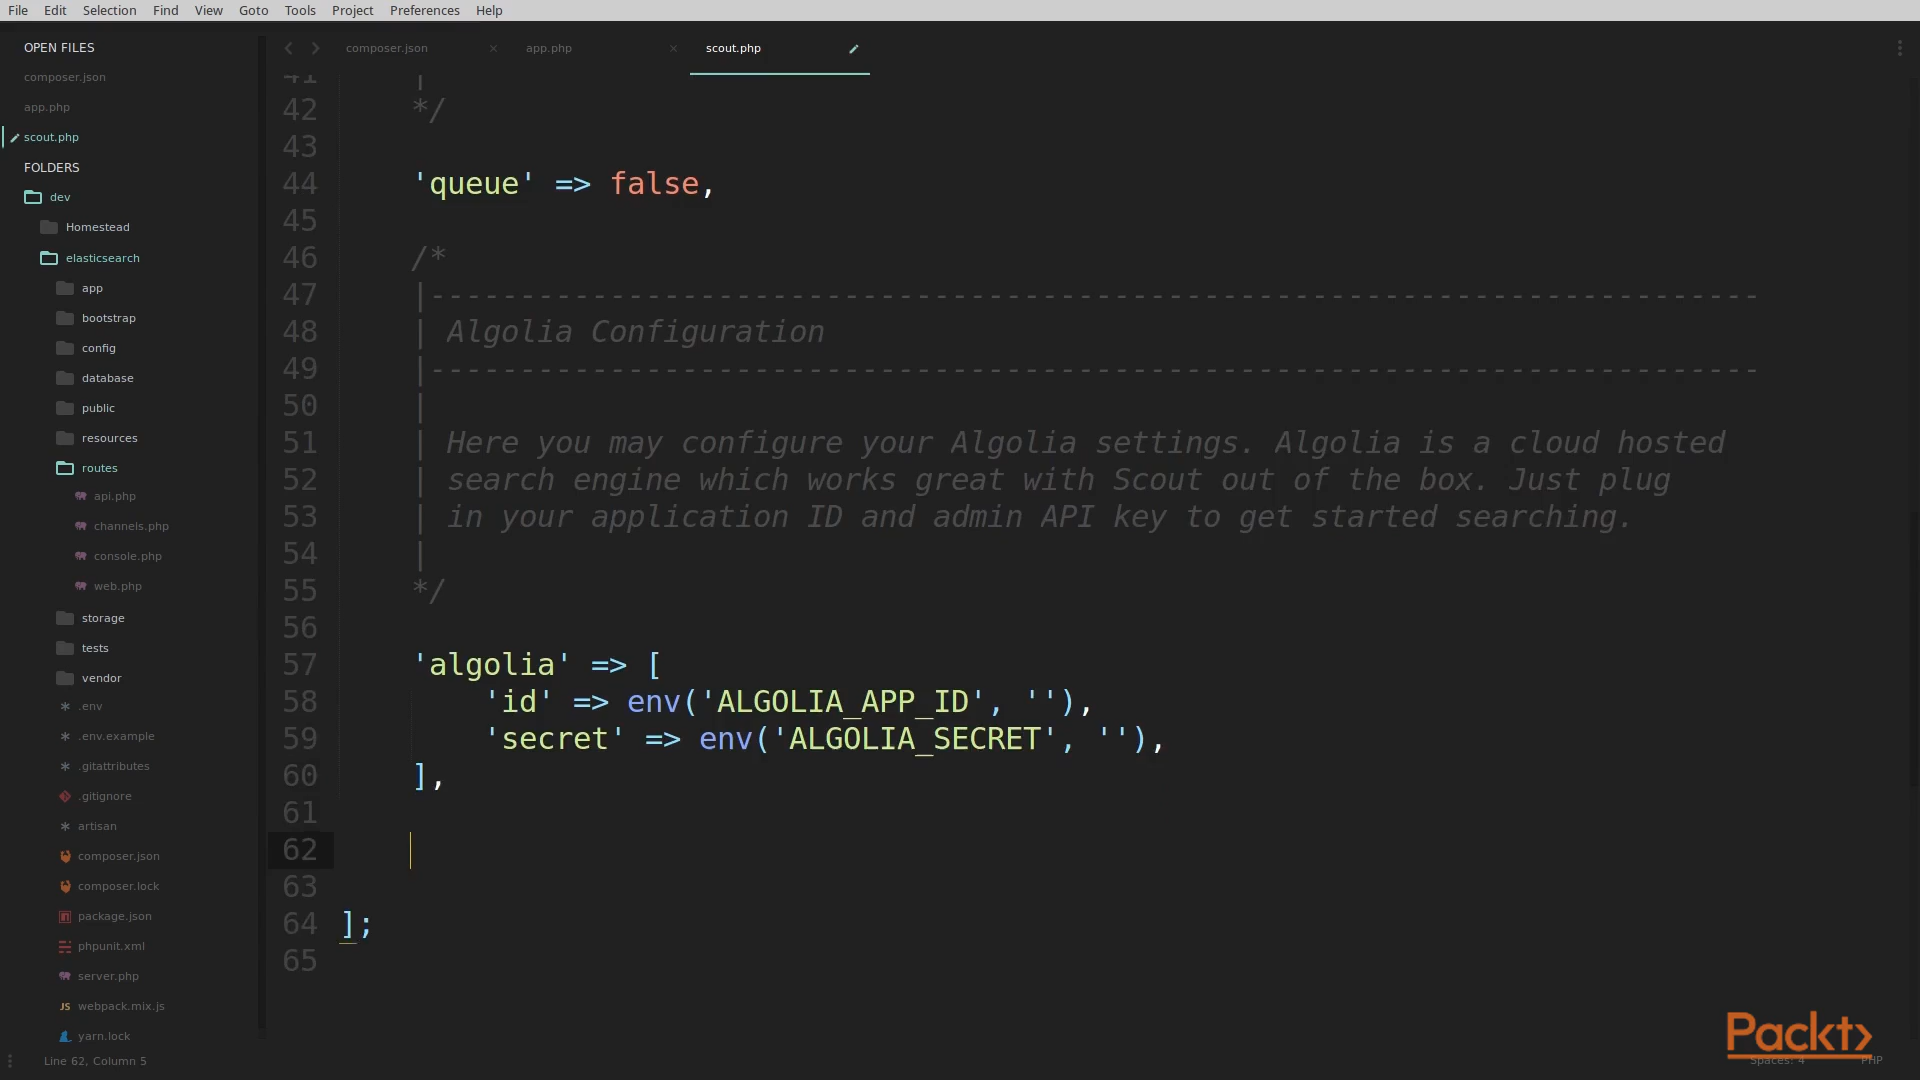 File Edit Selection Find View Goto Tools Project Preferences Help
OPEN FILES
composer.json
app.php
scout.php
FOLDERS
dev
Homestead
elasticsearch
app
bootstrap
config
database
public
resources
routes
api.php
channels.php
console.php
web.php
storage
tests
vendor
.env
.env.example
.gitattributes
.gitignore
artisan
composer.json
composer.lock
package.json
phpunit.xml
server.php
JS webpack.mix.js
yarn.lock
composer.json × app.php × scout.php
41 |
42 */
43
44 'queue' => false,
45
46 /*
47 |--------------------------------------------------------------------------
48 | Algolia Configuration
49 |--------------------------------------------------------------------------
50 |
51 | Here you may configure your Algolia settings. Algolia is a cloud hosted
52 | search engine which works great with Scout out of the box. Just plug
53 | in your application ID and admin API key to get started searching.
54 |
55 */
56
57 'algolia' => [
58 'id' => env('ALGOLIA_APP_ID', ''),
59 'secret' => env('ALGOLIA_SECRET', ''),
60 ],
61
62
63
64 ];
65
Packt>
Line 62, Column 5
Spaces: 4 PHP